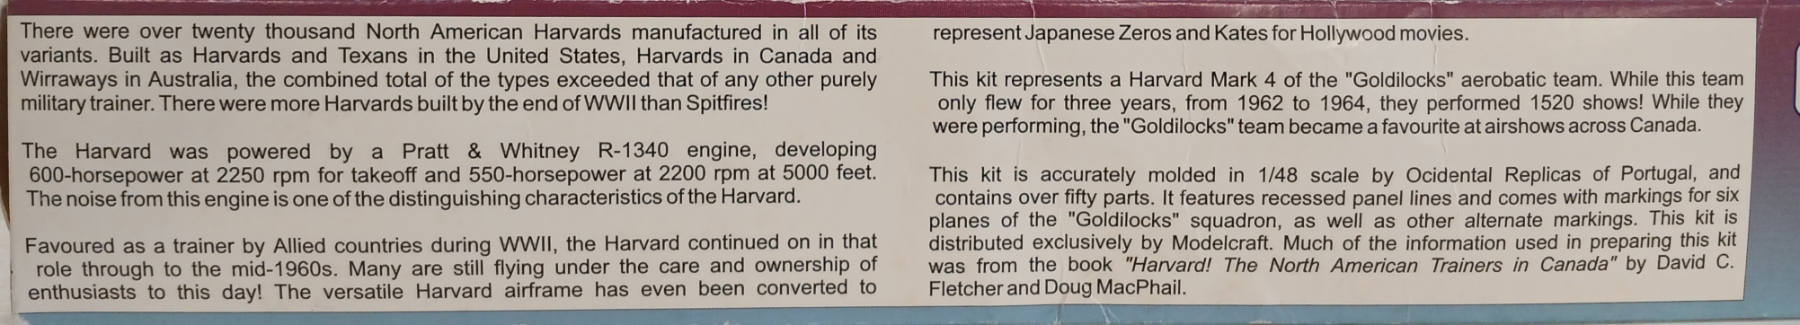 There were over twenty thousand North American Harvards manufactured in all of its
variants. Built as Harvards and Texans in the United States, Harvards in Canada and
Wirraways in Australia, the combined total of the types exceeded that of any other purely
military trainer. There were more Harvards built by the end of WWII than Spitfires!
The Harvard was powered by a Pratt & Whitney R-1340 engine, developing
600-horsepower at 2250 rpm for takeoff and 550-horsepower at 2200 rpm at 5000 feet.
The noise from this engine is one of the distinguishing characteristics of the Harvard.
Favoured as a trainer by Allied countries during WWII, the Harvard continued on in that
role through to the mid-1960s. Many are still flying under the care and ownership of
enthusiasts to this day! The versatile Harvard airframe has even been converted to
represent Japanese Zeros and Kates for Hollywood movies.
This kit represents a Harvard Mark 4 of the "Goldilocks" aerobatic team. While this team
only flew for three years, from 1962 to 1964, they performed 1520 shows! While they
were performing, the "Goldilocks" team became a favourite at airshows across Canada.
This kit is accurately molded in 1/48 scale by Ocidental Replicas of Portugal, and
contains over fifty parts. It features recessed panel lines and comes with markings for six
planes of the "Goldilocks" squadron, as well as other alternate markings. This kit is
distributed exclusively by Modelcraft. Much of the information used in preparing this kit
was from the book "Harvard! The North American Trainers in Canada" by David C.
Fletcher and Doug MacPhail.